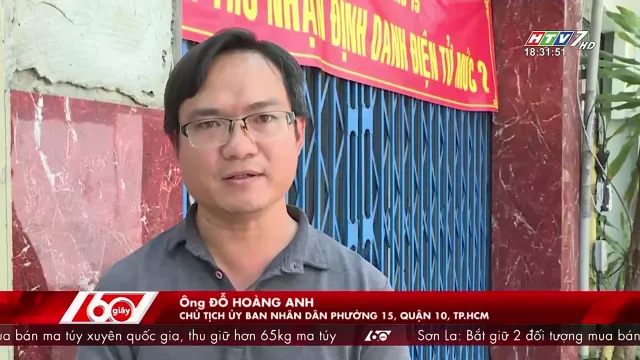 THU NHẬN ĐỊNH DANH ĐIỆN TỬ MỨC 2
HTV7 HD
18:31:51
60 giây
Ông ĐỖ HOÀNG ANH
CHỦ TỊCH ỦY BAN NHÂN DÂN PHƯỜNG 15, QUẬN 10, TP.HCM
ua bán ma túy xuyên quốc gia, thu giữ hơn 65kg ma túy
60
Sơn La: Bắt giữ 2 đối tượng mua bán